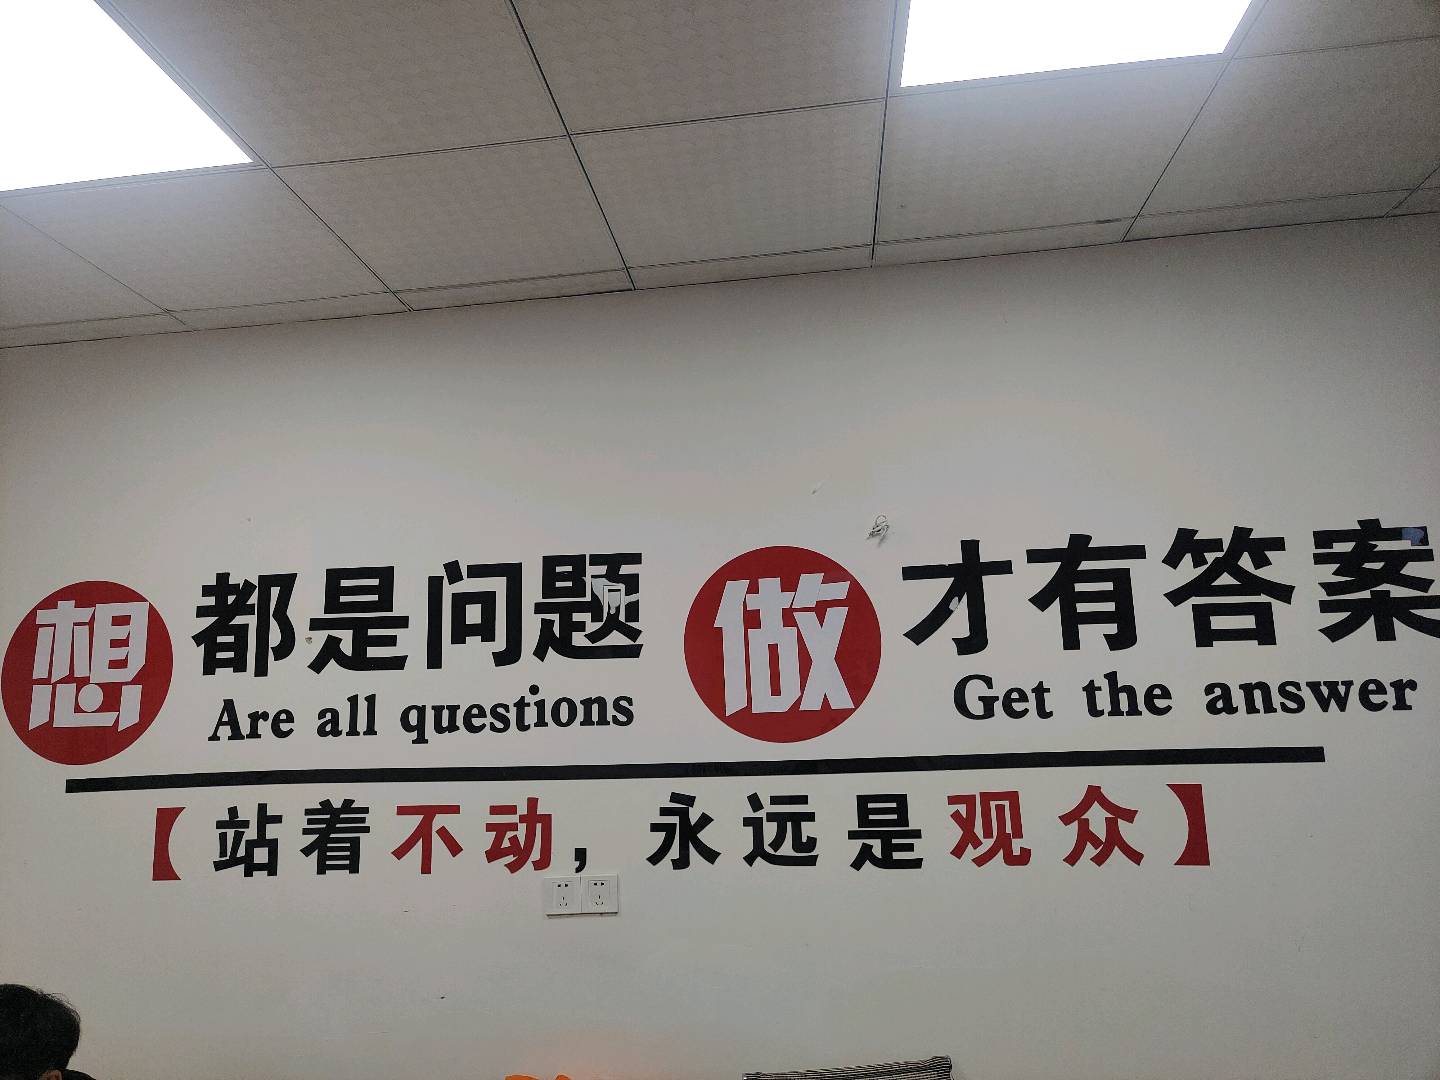 想都是问题 做才有答案
Are all questions Get the answer
【站着不动，永远是观众】